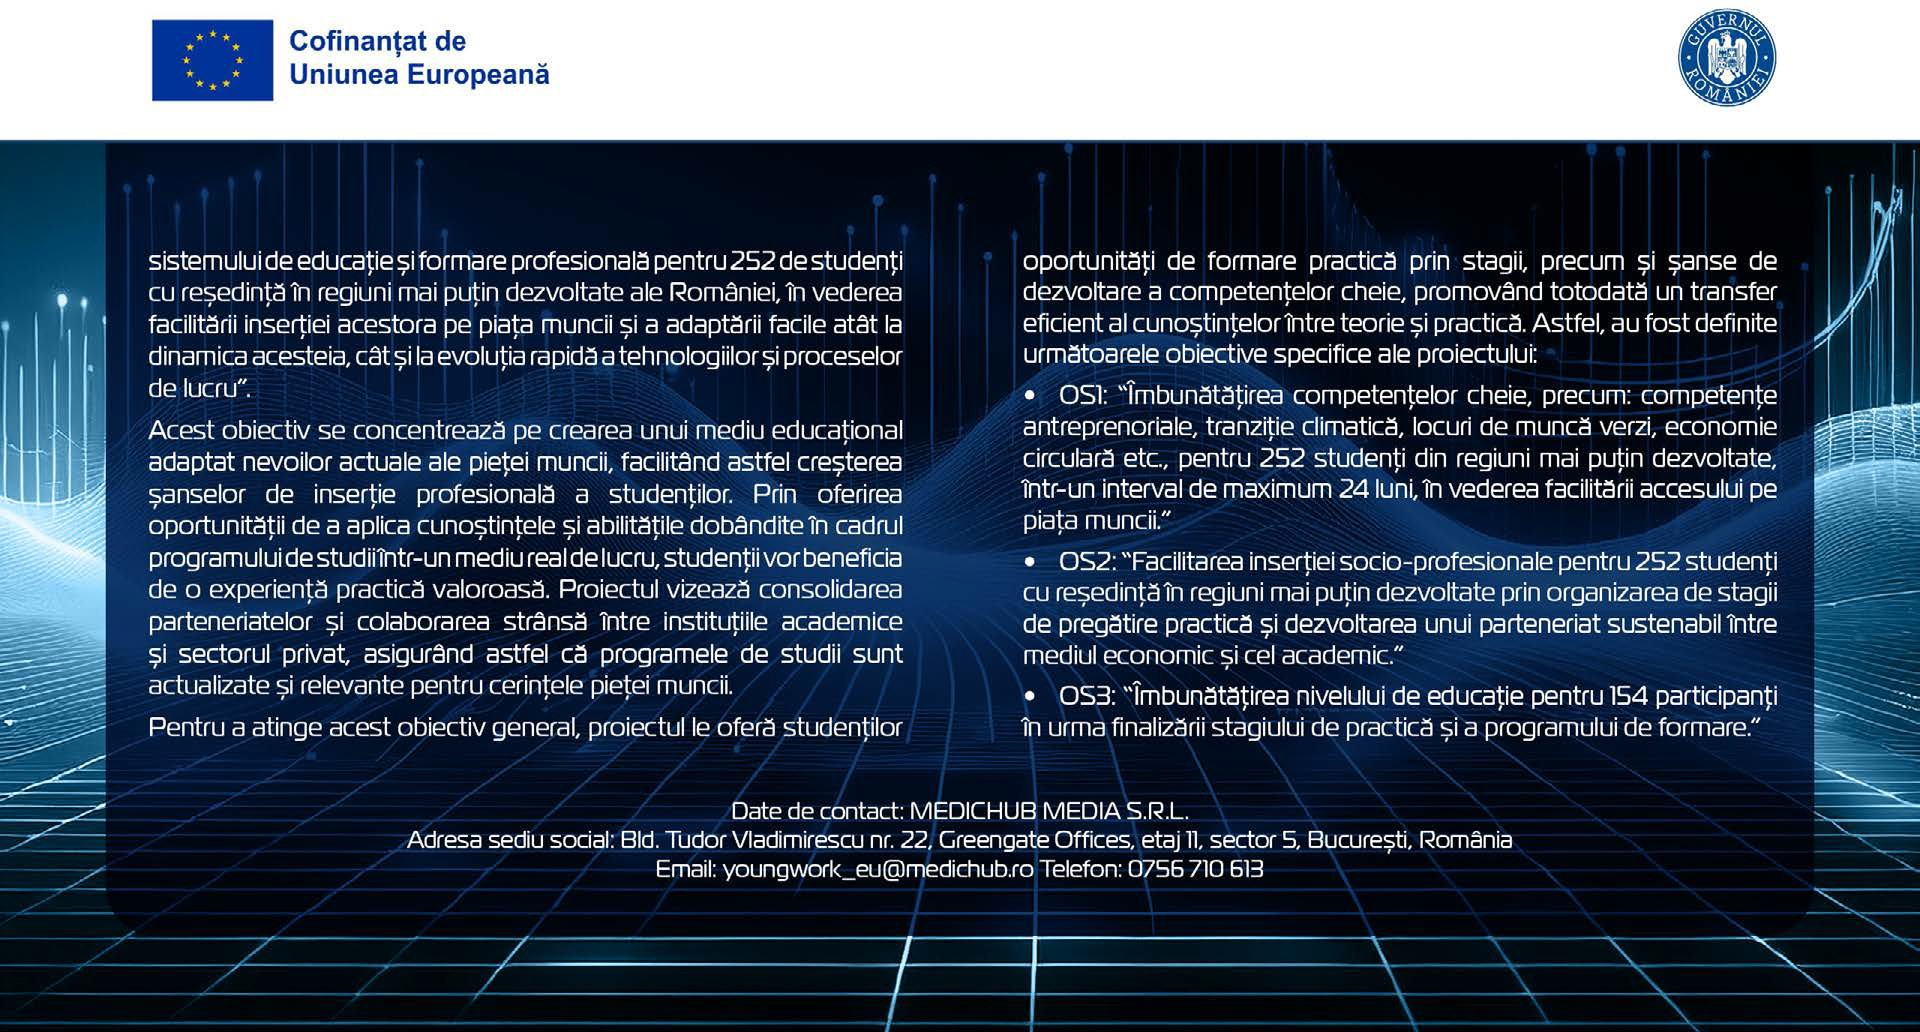 Cofinanțat de
Uniunea Europeană
GUVERNUL ROMÂNIEI
sistemului de educație și formare profesională pentru 252 de studenți
cu reședință în regiuni mai puțin dezvoltate ale României, în vederea
facilitării inserției acestora pe piața muncii și a adaptării facile atât la
dinamica acesteia, cât și la evoluția rapidă a tehnologiilor și proceselor
de lucru”.
Acest obiectiv se concentrează pe crearea unui mediu educațional
adaptat nevoilor actuale ale pieței muncii, facilitând astfel creșterea
șanselor de inserție profesională a studenților. Prin oferirea
oportunității de a aplica cunoștințele și abilitățile dobândite în cadrul
programului de studii într-un mediu real de lucru, studenții vor beneficia
de o experiență practică valoroasă. Proiectul vizează consolidarea
parteneriatelor și colaborarea strânsă între instituțiile academice
și sectorul privat, asigurând astfel că programele de studii sunt
actualizate și relevante pentru cerințele pieței muncii.
Pentru a atinge acest obiectiv general, proiectul le oferă studenților
oportunități de formare practică prin stagii, precum și șanse de
dezvoltare a competențelor cheie, promovând totodată un transfer
eficient al cunoștințelor între teorie și practică. Astfel, au fost definite
următoarele obiective specifice ale proiectului:
• OS1: “Îmbunătățirea competențelor cheie, precum: competențe
antreprenoriale, tranziție climatică, locuri de muncă verzi, economie
circulară etc., pentru 252 studenți din regiuni mai puțin dezvoltate,
într-un interval de maximum 24 luni, în vederea facilitării accesului pe
piața muncii.”
• OS2: “Facilitarea inserției socio-profesionale pentru 252 studenți
cu reședință în regiuni mai puțin dezvoltate prin organizarea de stagii
de pregătire practică și dezvoltarea unui parteneriat sustenabil între
mediul economic și cel academic.”
• OS3: “Îmbunătățirea nivelului de educație pentru 154 participanți
în urma finalizării stagiului de practică și a programului de formare.”
Date de contact: MEDICHUB MEDIA S.R.L.
Adresa sediu social: Bld. Tudor Vladimirescu nr. 22, Greengate Offices, etaj 11, sector 5, București, România
Email: youngwork_eu@medichub.ro Telefon: 0756 710 613